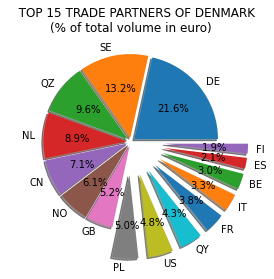 TOP 15 TRADE PARTNERS OF DENMARK
(% of total volume in euro)
DE
21.6%
SE
13.2%
QZ
9.6%
NL
8.9%
CN
7.1%
NO
6.1%
GB
5.2%
PL
5.0%
US
4.8%
QY
4.3%
FR
3.8%
IT
3.3%
BE
3.0%
ES
2.1%
FI
1.9%